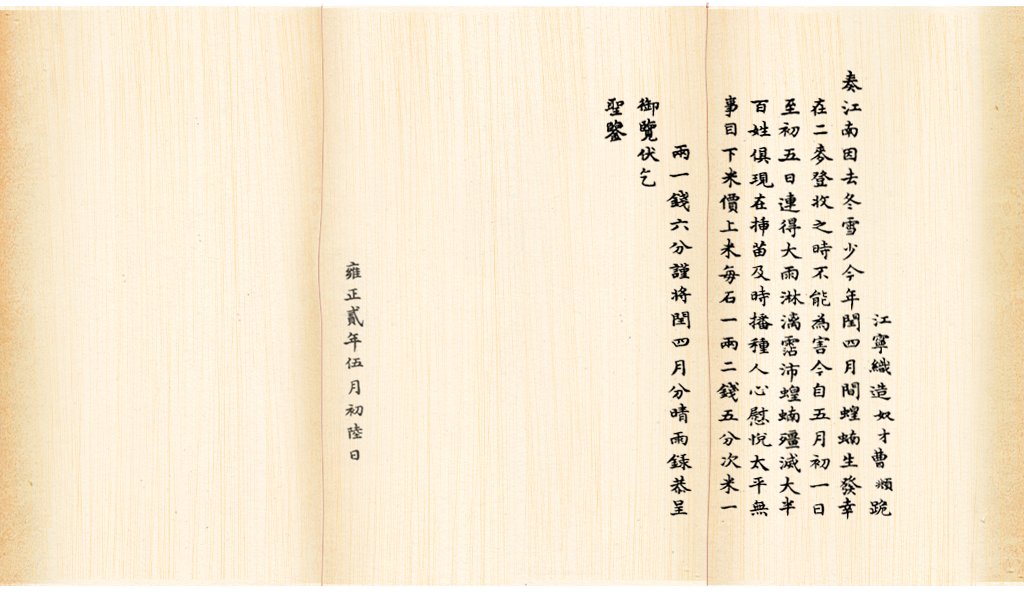 江寧織造奴才曹頫跪
奏江南因去冬雪少今年閏四月間蝗蝻生發幸
在二麥登收之時不能為害今自五月初一日
至初五日連得大雨淋漓霑沛蝗蝻殭滅大半
百姓俱現在揷苗及時播種人心慰悅太平無
事目下米價上米每石一兩二錢五分次米一
兩一錢六分謹將閏四月分晴雨錄恭呈
御覽伏乞
聖鑒
雍正貳年伍月初陸日